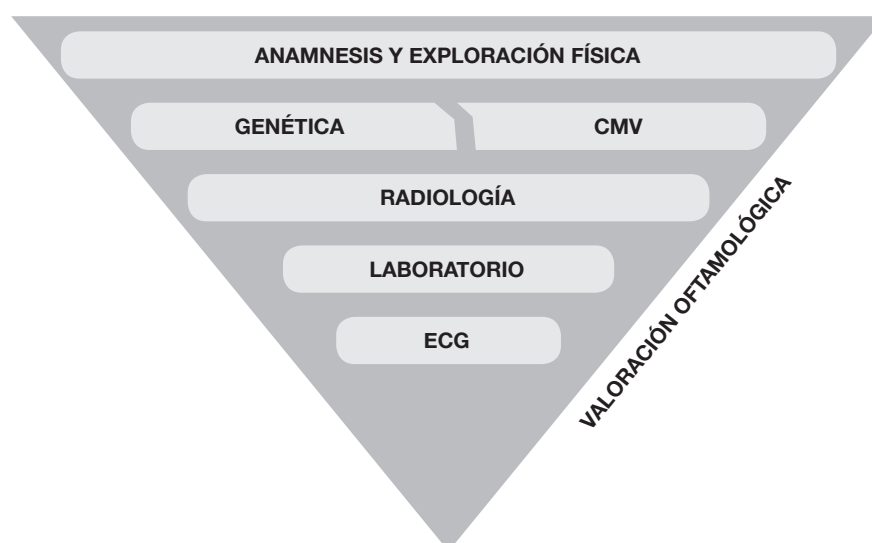 ANAMNESIS Y EXPLORACIÓN FÍSICA
GENÉTICA
CMV
RADIOLOGÍA
LABORATORIO
ECG
VALORACIÓN OFTAMOLÓGICA